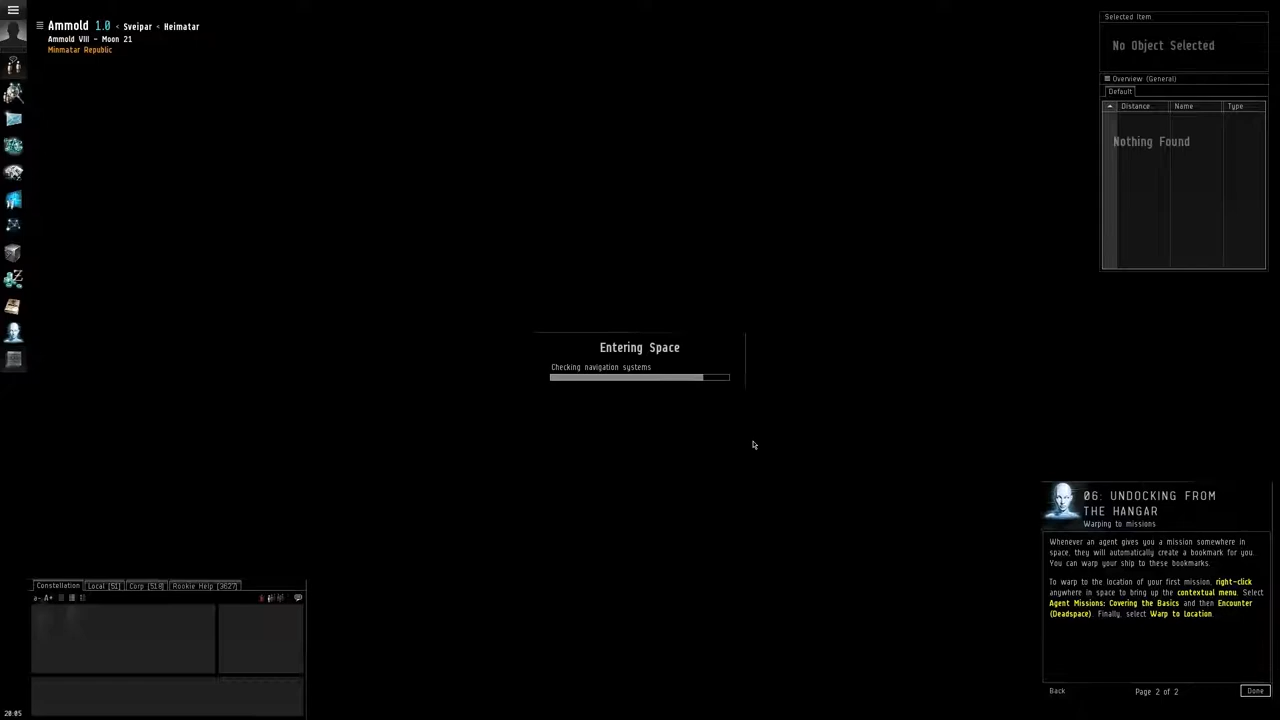 Ammold 1.0 < Sveipar < Heimatar
Ammold VIII - Moon 21
Minmatar Republic
Selected Item
No Object Selected
Overview (General)
Default
Distance Name Type
Nothing Found
Entering Space
Checking navigation systems
06: UNDOCKING FROM
THE HANGAR
Warping to missions
Whenever an agent gives you a mission somewhere in
space, they will automatically create a bookmark for you.
You can warp your ship to these bookmarks.
To warp to the location of your first mission, right-click
anywhere in space to bring up the contextual menu. Select
Agent Missions: Covering the Basics and then Encounter
(Deadspace). Finally, select Warp to Location.
Back Page 2 of 2 Done
Constellation Local [51] Corp [518] Rookie Help [3627]
a- A+
20:05